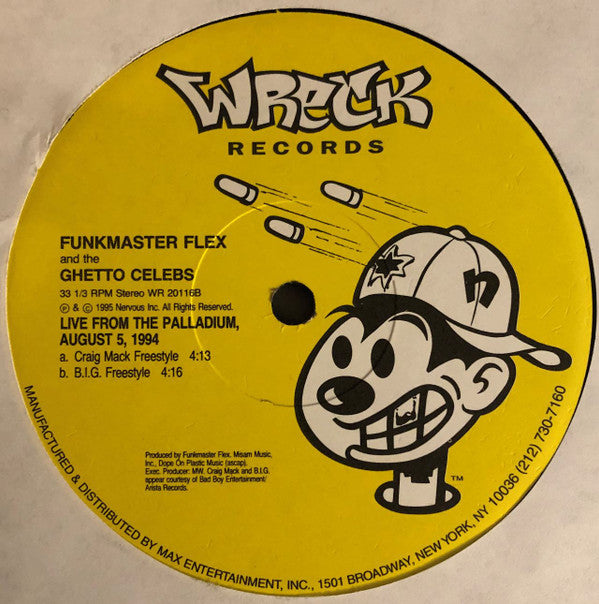 WRECK
RECORDS
FUNKMASTER FLEX
and the
GHETTO CELEBS
33 1/3 RPM Stereo WR 20116B
℗ & © 1995 Nervous Inc. All Rights Reserved.
LIVE FROM THE PALLADIUM,
AUGUST 5, 1994
a. Craig Mack Freestyle 4:13
b. B.I.G. Freestyle 4:16
n
Produced by Funkmaster Flex, Misam Music,
Inc., Dope On Plastic Music (ascap).
Exec. Producer: MW. Craig Mack and B.I.G.
appear courtesy of Bad Boy Entertainment/
Arista Records.
TM
MANUFACTURED & DISTRIBUTED BY MAX ENTERTAINMENT, INC., 1501 BROADWAY, NEW YORK, NY 10036 (212) 730-7160